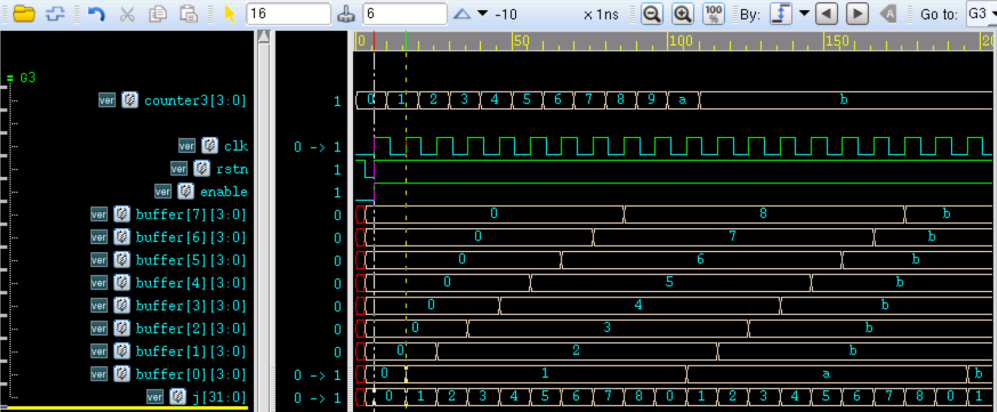 16 6 -10 x 1ns 100% By: Go to: G3
0 50 100 150 20
G3
ver counter3[3:0] 1 0 1 2 3 4 5 6 7 8 9 a b
ver clk 0 -> 1
ver rstn 1
ver enable 1
ver buffer[7][3:0] 0 0 8 b
ver buffer[6][3:0] 0 0 7 b
ver buffer[5][3:0] 0 0 6 b
ver buffer[4][3:0] 0 0 5 b
ver buffer[3][3:0] 0 0 4 b
ver buffer[2][3:0] 0 0 3 b
ver buffer[1][3:0] 0 0 2 b
ver buffer[0][3:0] 0 -> 1 0 1 a b
ver j[31:0] 0 -> 1 0 1 2 3 4 5 6 7 8 0 1 2 3 4 5 6 7 8 0 1